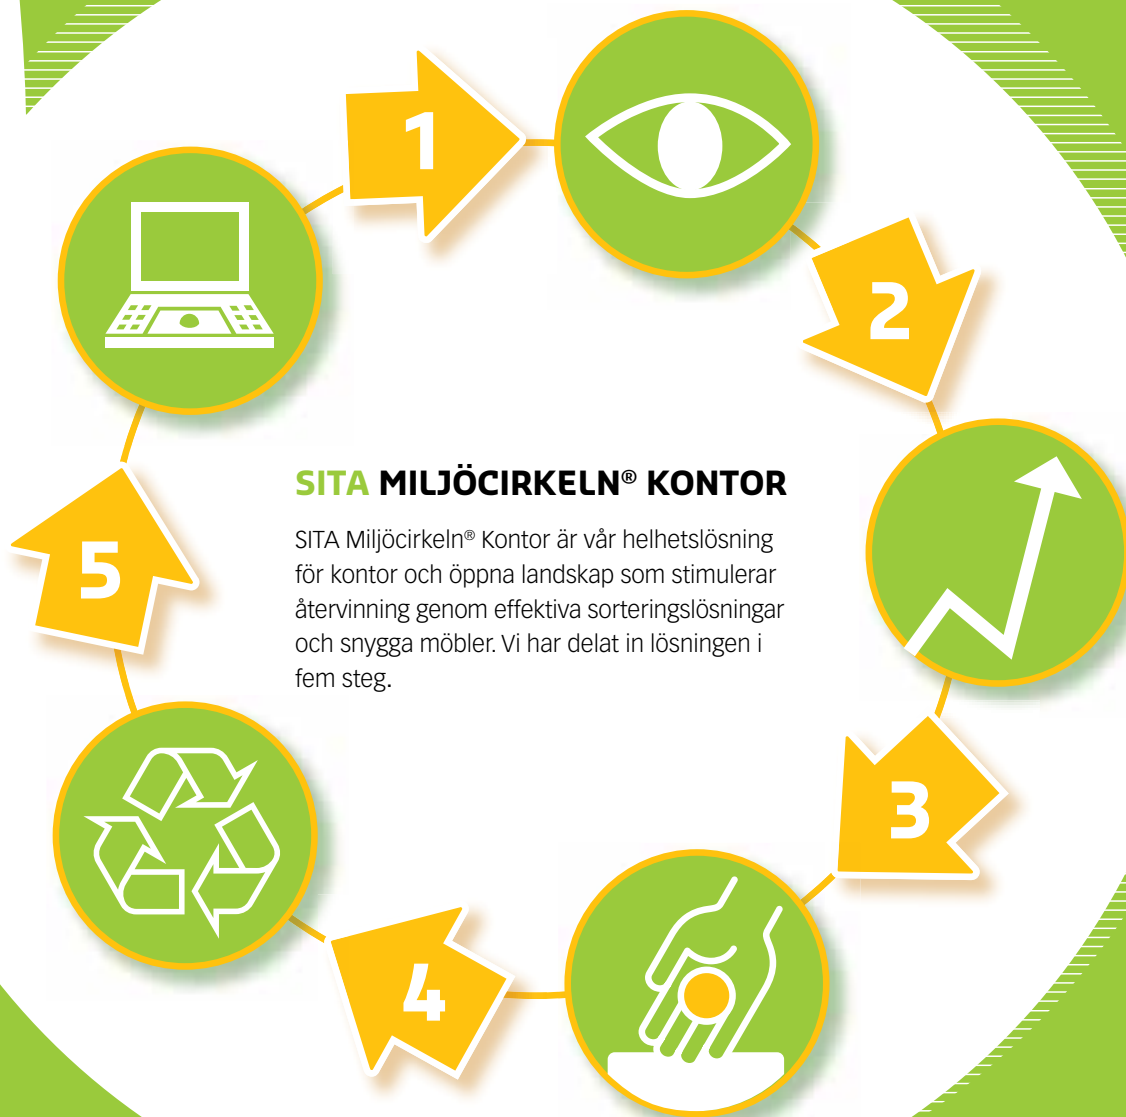 1
2
SITA MILJÖCIRKELN® KONTOR
SITA Miljöcirkeln® Kontor är vår helhetslösning
för kontor och öppna landskap som stimulerar
återvinning genom effektiva sorteringslösningar
och snygga möbler. Vi har delat in lösningen i
fem steg.
5
3
4